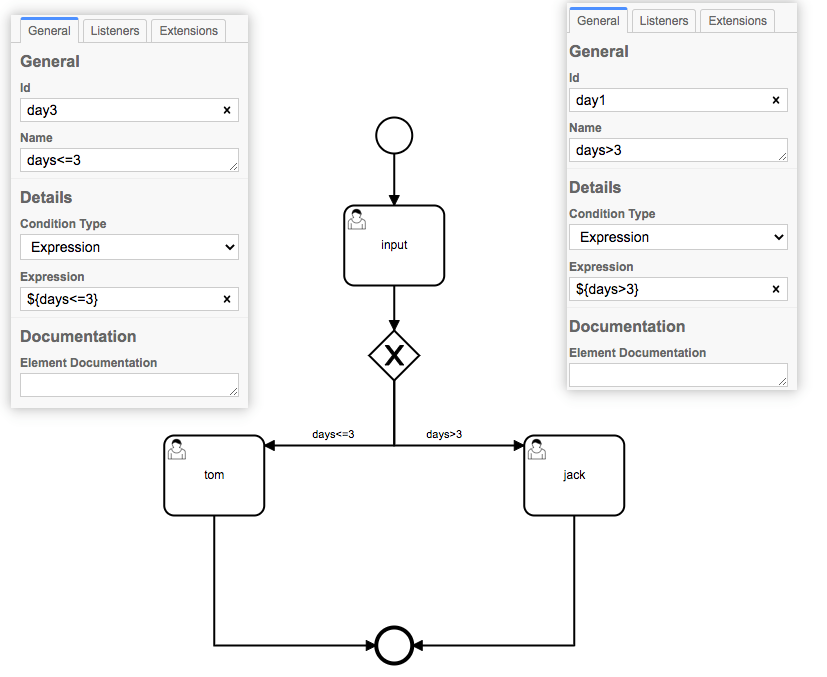 General Listeners Extensions
General
Id
day3
Name
days<=3
Details
Condition Type
Expression
Expression
${days<=3}
Documentation
Element Documentation
General Listeners Extensions
General
Id
day1
Name
days>3
Details
Condition Type
Expression
Expression
${days>3}
Documentation
Element Documentation
input
X
days<=3
days>3
tom
jack